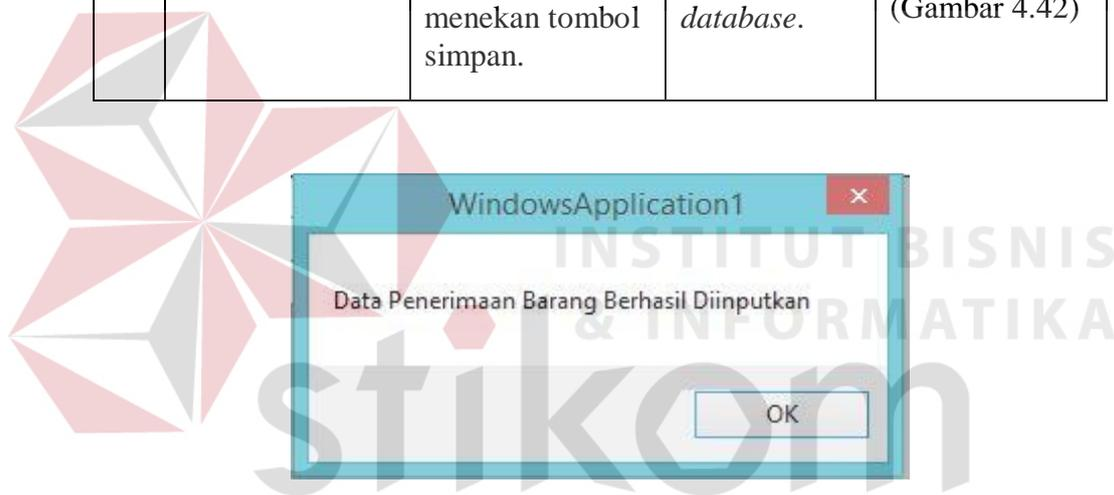 menekan tombol
simpan.
database.
(Gambar 4.42)
WindowsApplication1
Data Penerimaan Barang Berhasil Diinputkan
OK
INSTITUT BISNIS
& INFORMATIKA
stikom